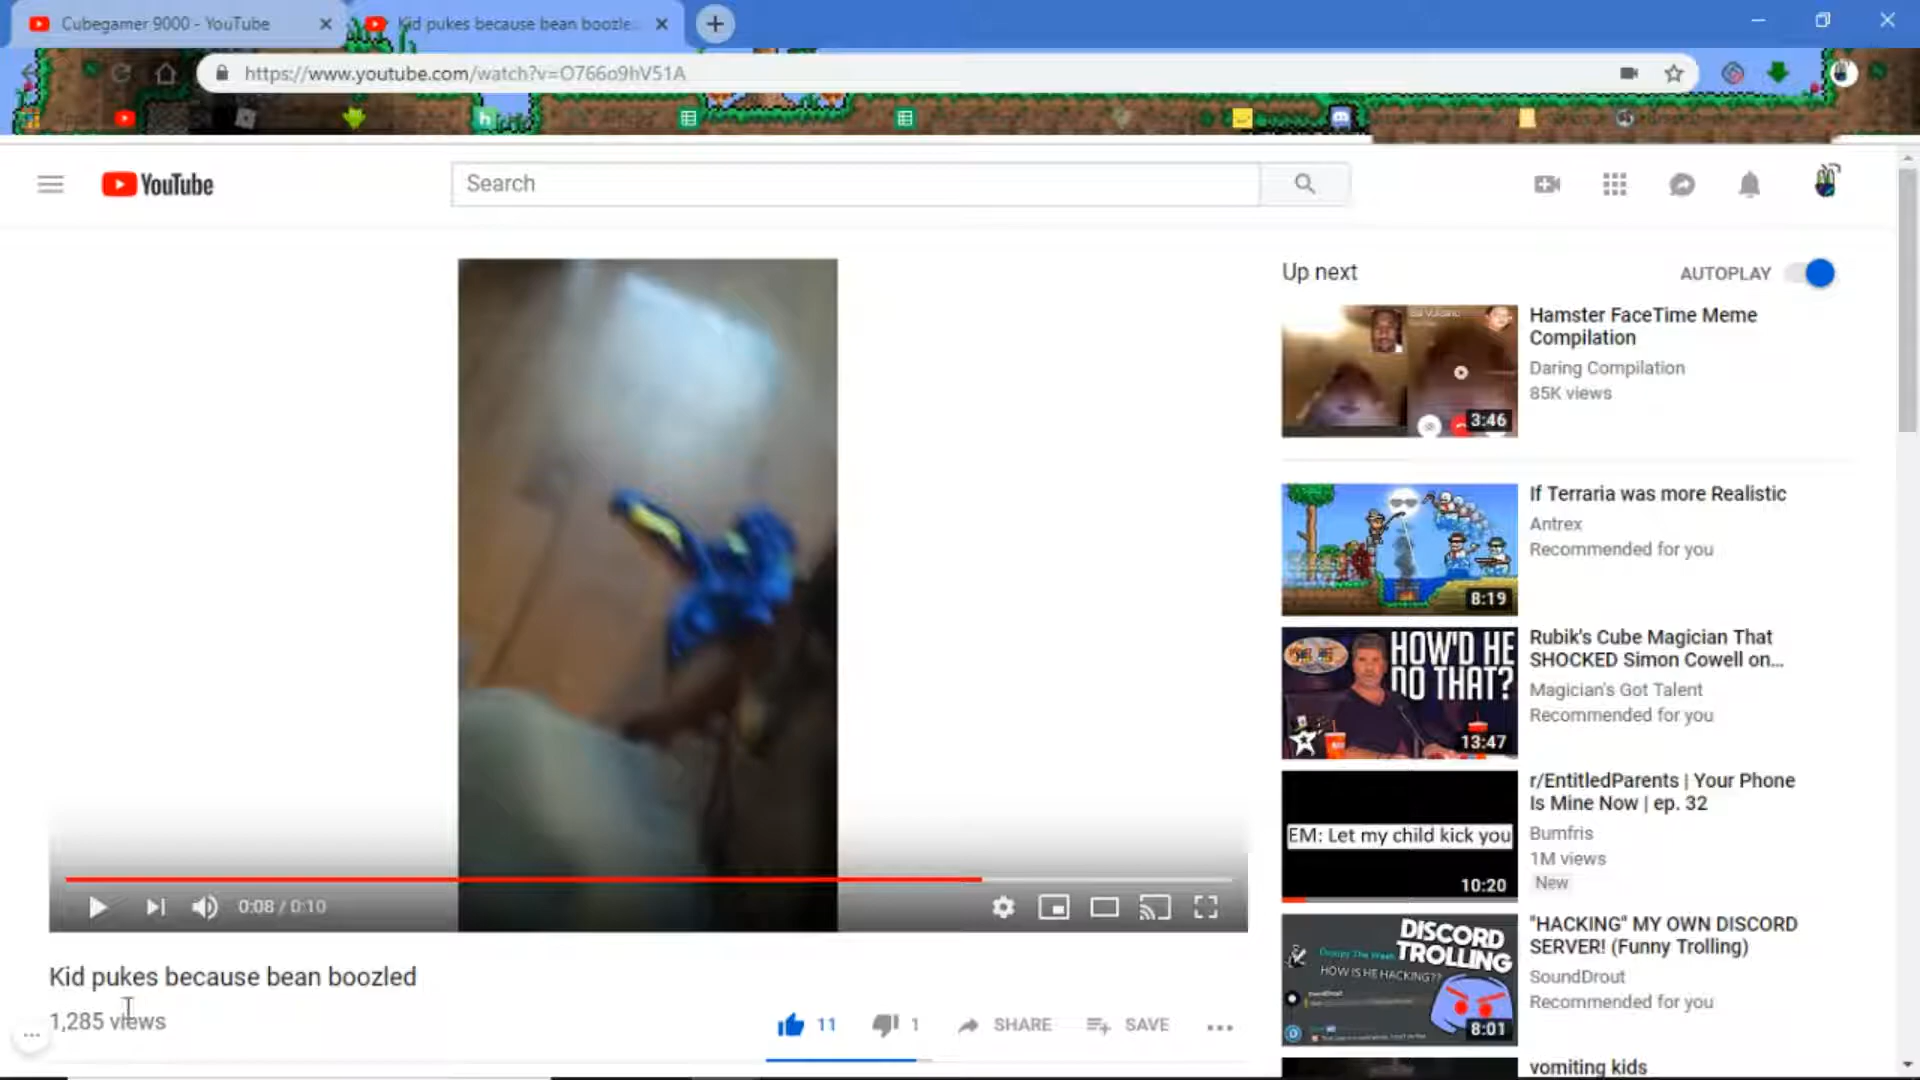 Cubegamer 9000 - YouTube
Kid pukes because bean boozle
https://www.youtube.com/watch?v=O766o9hV51A
YouTube
Search
Up next
AUTOPLAY
Hamster FaceTime Meme
Compilation
Daring Compilation
85K views
3:46
If Terraria was more Realistic
Antrex
Recommended for you
8:19
HOW'D HE
DO THAT?
13:47
Rubik's Cube Magician That
SHOCKED Simon Cowell on...
Magician's Got Talent
Recommended for you
EM: Let my child kick you
10:20
r/EntitledParents | Your Phone
Is Mine Now | ep. 32
Bumfris
1M views
New
DISCORD
TROLLING
HOW IS HE HACKING??
8:01
"HACKING" MY OWN DISCORD
SERVER! (Funny Trolling)
SoundDrout
Recommended for you
vomiting kids
0:08 / 0:10
Kid pukes because bean boozled
1,285 views
11
1
SHARE
SAVE